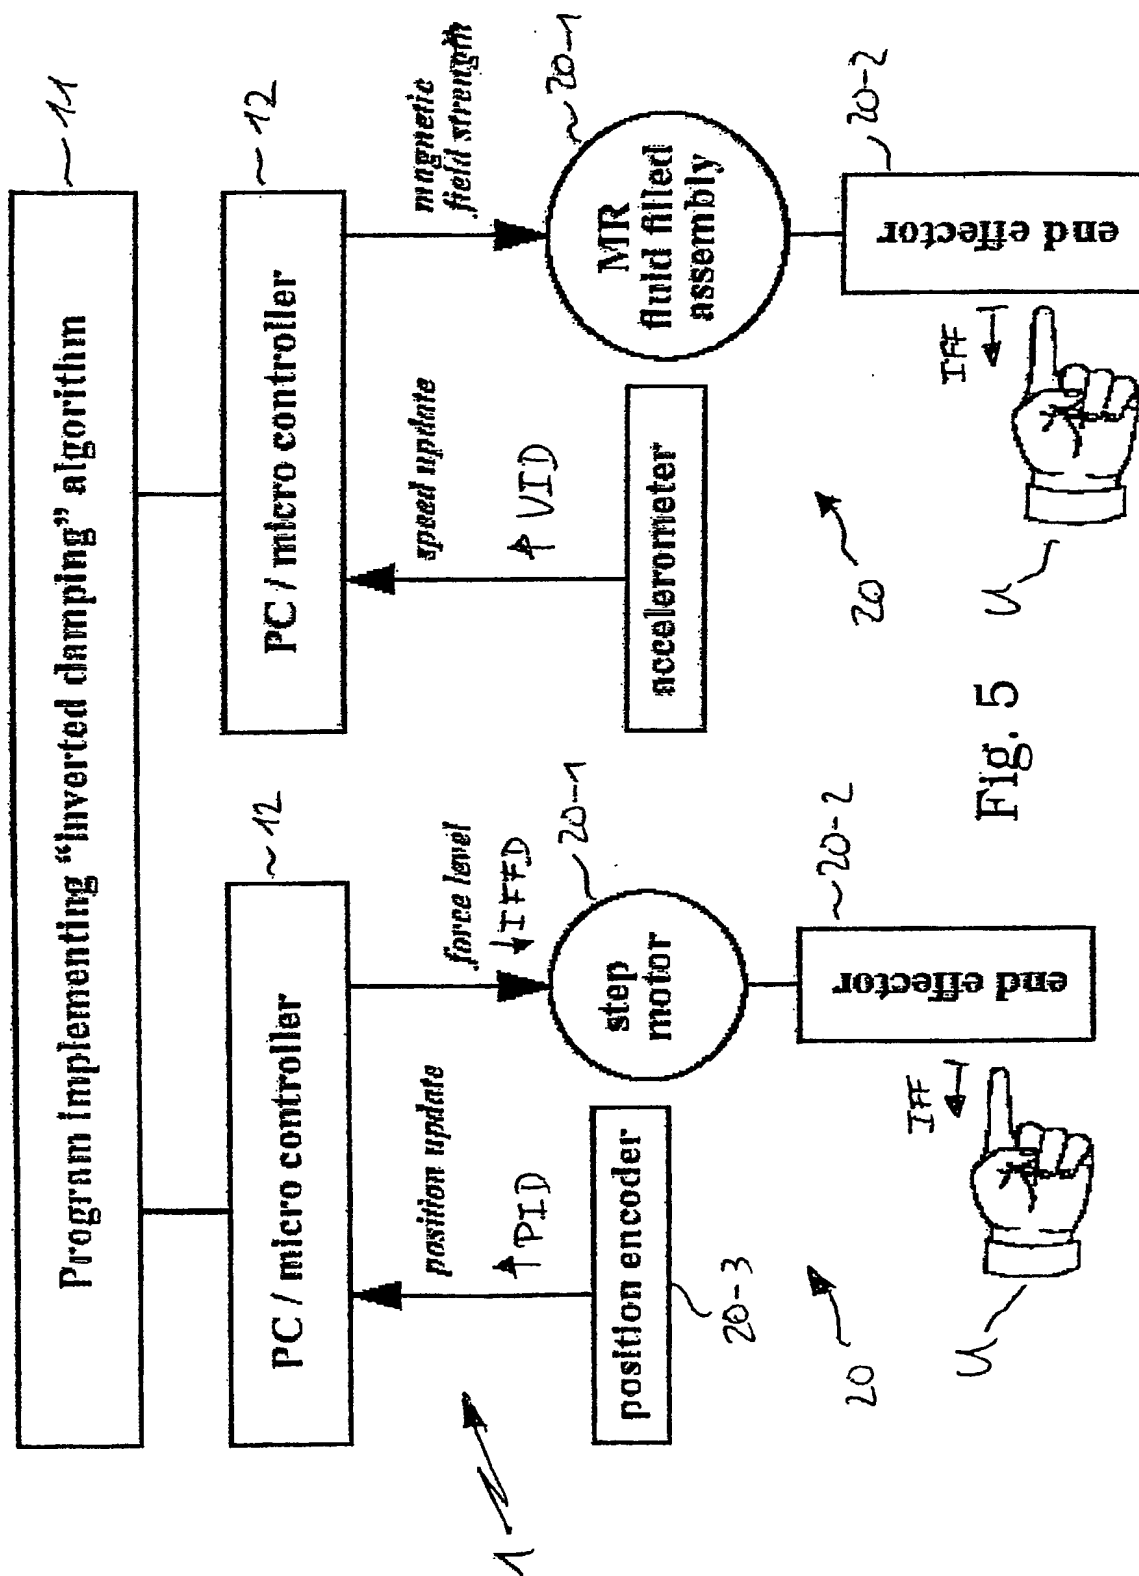 Program implementing “inverted damping” algorithm
11
PC / micro controller
12
PC / micro controller
12
position update
PID
force level
IFFD
speed update
VID
magnetic
field strength
position encoder
20-3
step
motor
20-1
accelerometer
MR
fluid filled
assembly
20-1
end effector
20-2
end effector
20-2
IFF
IFF
1
20
20
U
U
Fig. 5